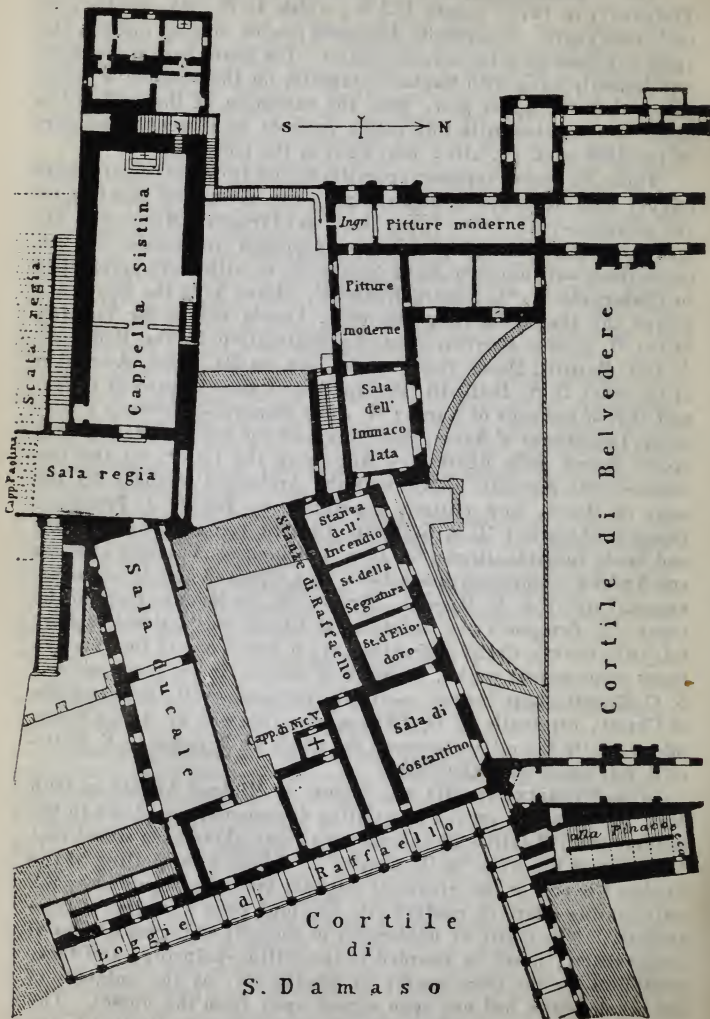 S N
Ingr
Pitture moderne
Scala regia
Cappella Sistina
Pitture
moderne
Cortile di Belvedere
Sala
dell'
Immaco
lata
Capp. Paolina
Sala regia
Stanza
dell'
Incendio
Stanze di Raffaello
St. della
Segnatura
St. d'Elio-
doro
Sala Ducale
Capp. di Nic. V.
Sala di
Costantino
alla Pinacoteca
Loggie di Raffaello
Cortile
di
S. Damaso